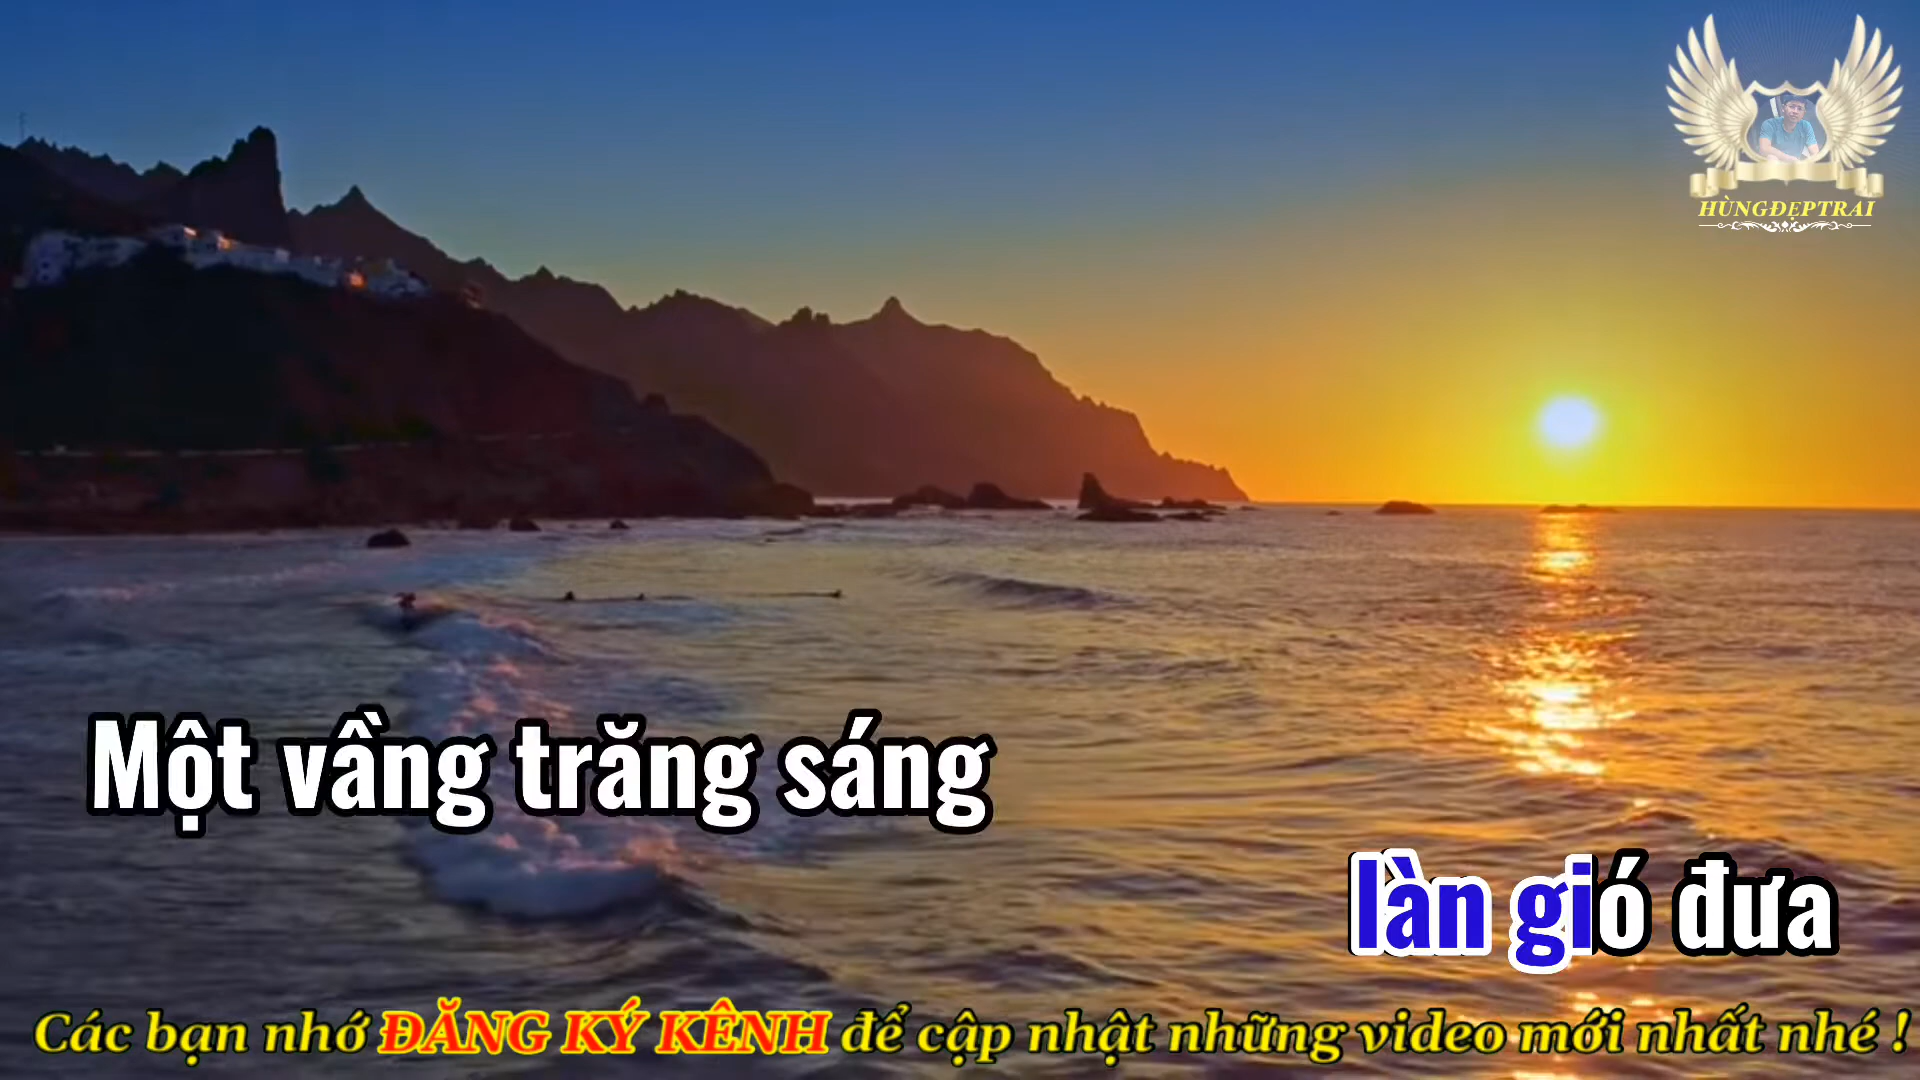 HÙNGĐẸPTRAI
Một vầng trăng sáng
làn gió đưa
Các bạn nhớ ĐĂNG KÝ KÊNH để cập nhật những video mới nhất nhé !